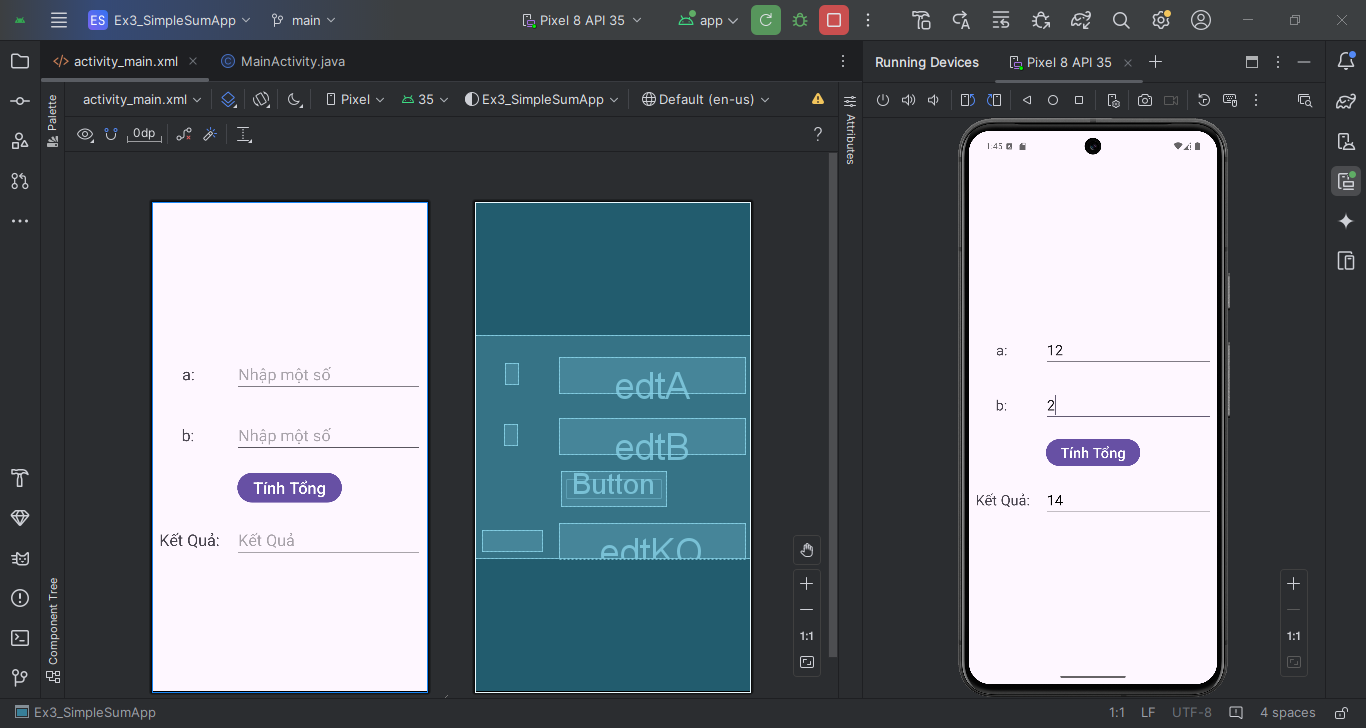 ES Ex3_SimpleSumApp main Pixel 8 API 35 app
activity_main.xml MainActivity.java
Running Devices Pixel 8 API 35
activity_main.xml Pixel 35 Ex3_SimpleSumApp Default (en-us)
0dp ?
Palette
Attributes
Component Tree
a: Nhập một số
b: Nhập một số
Tính Tổng
Kết Quả: Kết Quả
edtA
edtB
Button
edtKQ
1:1
1:45
a: 12
b: 2
Tính Tổng
Kết Quả: 14
1:1
Ex3_SimpleSumApp 1:1 LF UTF-8 4 spaces